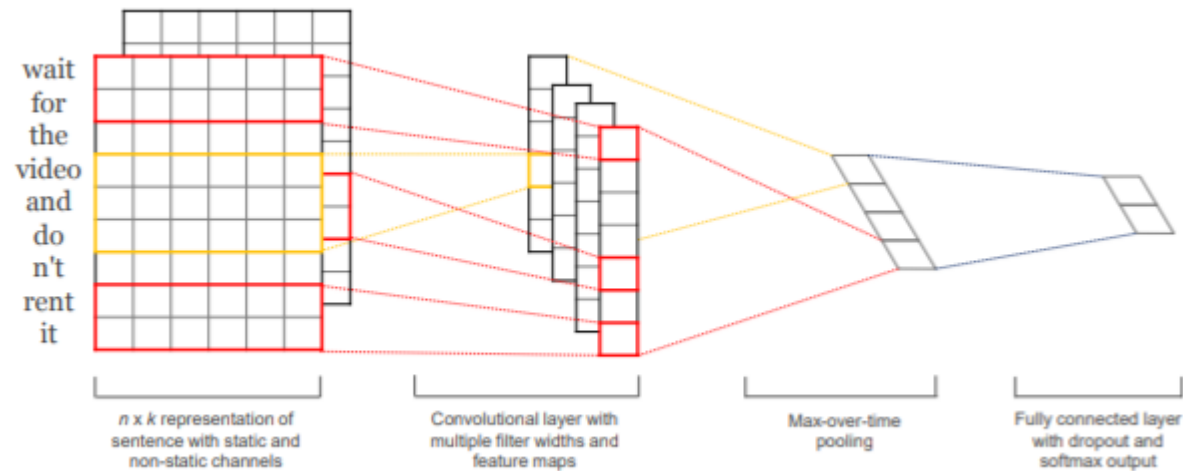 wait
for
the
video
and
do
n't
rent
it
n x k representation of
sentence with static and
non-static channels
Convolutional layer with
multiple filter widths and
feature maps
Max-over-time
pooling
Fully connected layer
with dropout and
softmax output